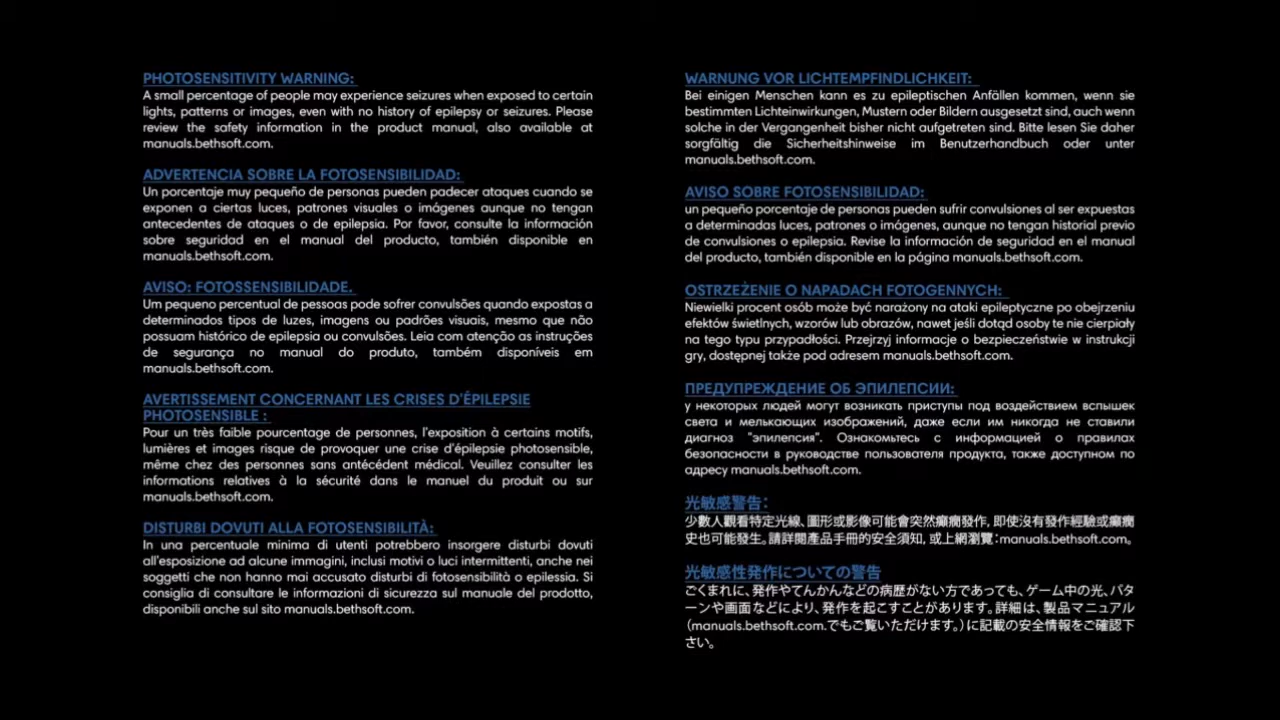 PHOTOSENSITIVITY WARNING:
A small percentage of people may experience seizures when exposed to certain
lights, patterns or images, even with no history of epilepsy or seizures. Please
review the safety information in the product manual, also available at
manuals.bethsoft.com.
ADVERTENCIA SOBRE LA FOTOSENSIBILIDAD:
Un porcentaje muy pequeño de personas pueden padecer ataques cuando se
exponen a ciertas luces, patrones visuales o imágenes aunque no tengan
antecedentes de ataques o de epilepsia. Por favor, consulte la información
sobre seguridad en el manual del producto, también disponible en
manuals.bethsoft.com.
AVISO: FOTOSSENSIBILIDADE.
Um pequeno percentual de pessoas pode sofrer convulsões quando expostas a
determinados tipos de luzes, imagens ou padrões visuais, mesmo que não
possuam histórico de epilepsia ou convulsões. Leia com atenção as instruções
de segurança no manual do produto, também disponíveis em
manuals.bethsoft.com.
AVERTISSEMENT CONCERNANT LES CRISES D'ÉPILEPSIE
PHOTOSENSIBLE :
Pour un très faible pourcentage de personnes, l'exposition à certains motifs,
lumières et images risque de provoquer une crise d'épilepsie photosensible,
même chez des personnes sans antécédent médical. Veuillez consulter les
informations relatives à la sécurité dans le manuel du produit ou sur
manuals.bethsoft.com.
DISTURBI DOVUTI ALLA FOTOSENSIBILITÀ:
In una percentuale minima di utenti potrebbero insorgere disturbi dovuti
all'esposizione ad alcune immagini, inclusi motivi o luci intermittenti, anche nei
soggetti che non hanno mai accusato disturbi di fotosensibilità o epilessia. Si
consiglia di consultare le informazioni di sicurezza sul manuale del prodotto,
disponibili anche sul sito manuals.bethsoft.com.
WARNUNG VOR LICHTEMPFINDLICHKEIT:
Bei einigen Menschen kann es zu epileptischen Anfällen kommen, wenn sie
bestimmten Lichteinwirkungen, Mustern oder Bildern ausgesetzt sind, auch wenn
solche in der Vergangenheit bisher nicht aufgetreten sind. Bitte lesen Sie daher
sorgfältig die Sicherheitshinweise im Benutzerhandbuch oder unter
manuals.bethsoft.com.
AVISO SOBRE FOTOSENSIBILIDAD:
un pequeño porcentaje de personas pueden sufrir convulsiones al ser expuestas
a determinadas luces, patrones o imágenes, aunque no tengan historial previo
de convulsiones o epilepsia. Revise la información de seguridad en el manual
del producto, también disponible en la página manuals.bethsoft.com.
OSTRZEŻENIE O NAPADACH FOTOGENNYCH:
Niewielki procent osób może być narażony na ataki epileptyczne po obejrzeniu
efektów świetlnych, wzorów lub obrazów, nawet jeśli dotąd osoby te nie cierpiały
na tego typu przypadłości. Przejrzyj informacje o bezpieczeństwie w instrukcji
gry, dostępnej także pod adresem manuals.bethsoft.com.
ПРЕДУПРЕЖДЕНИЕ ОБ ЭПИЛЕПСИИ:
у некоторых людей могут возникать приступы под воздействием вспышек
света и мелькающих изображений, даже если им никогда не ставили
диагноз "эпилепсия". Ознакомьтесь с информацией о правилах
безопасности в руководстве пользователя продукта, также доступном по
адресу manuals.bethsoft.com.
光敏感警告：
少數人觀看特定光線、圖形或影像可能會突然癲癇發作，即使沒有發作經驗或癲癇
史也可能發生。請詳閱產品手冊的安全須知，或上網瀏覽：manuals.bethsoft.com。
光敏感性発作についての警告
ごくまれに、発作やてんかんなどの病歴がない方であっても、ゲーム中の光、パタ
ーンや画面などにより、発作を起こすことがあります。詳細は、製品マニュアル
（manuals.bethsoft.com.でもご覧いただけます。）に記載の安全情報をご確認下
さい。